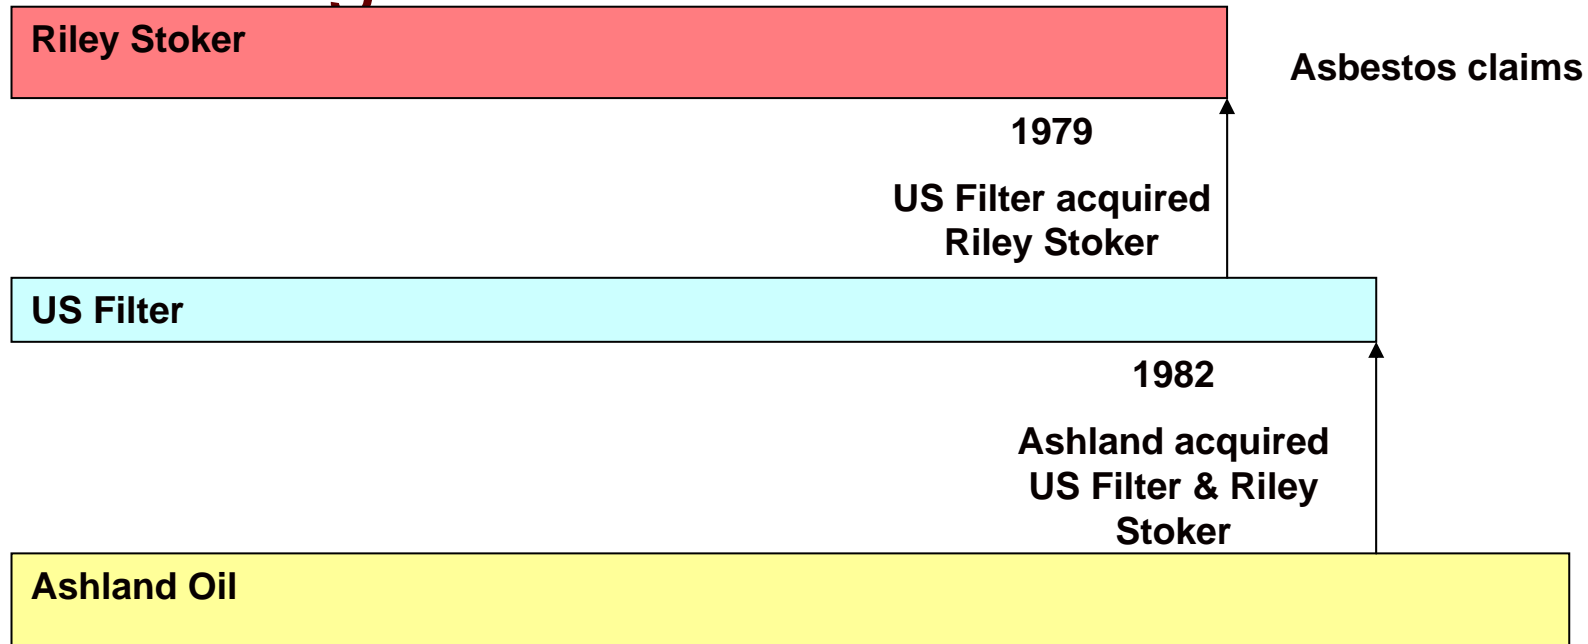 Riley Stoker
Asbestos claims
1979
US Filter acquired
Riley Stoker
US Filter
1982
Ashland acquired
US Filter & Riley
Stoker
Ashland Oil